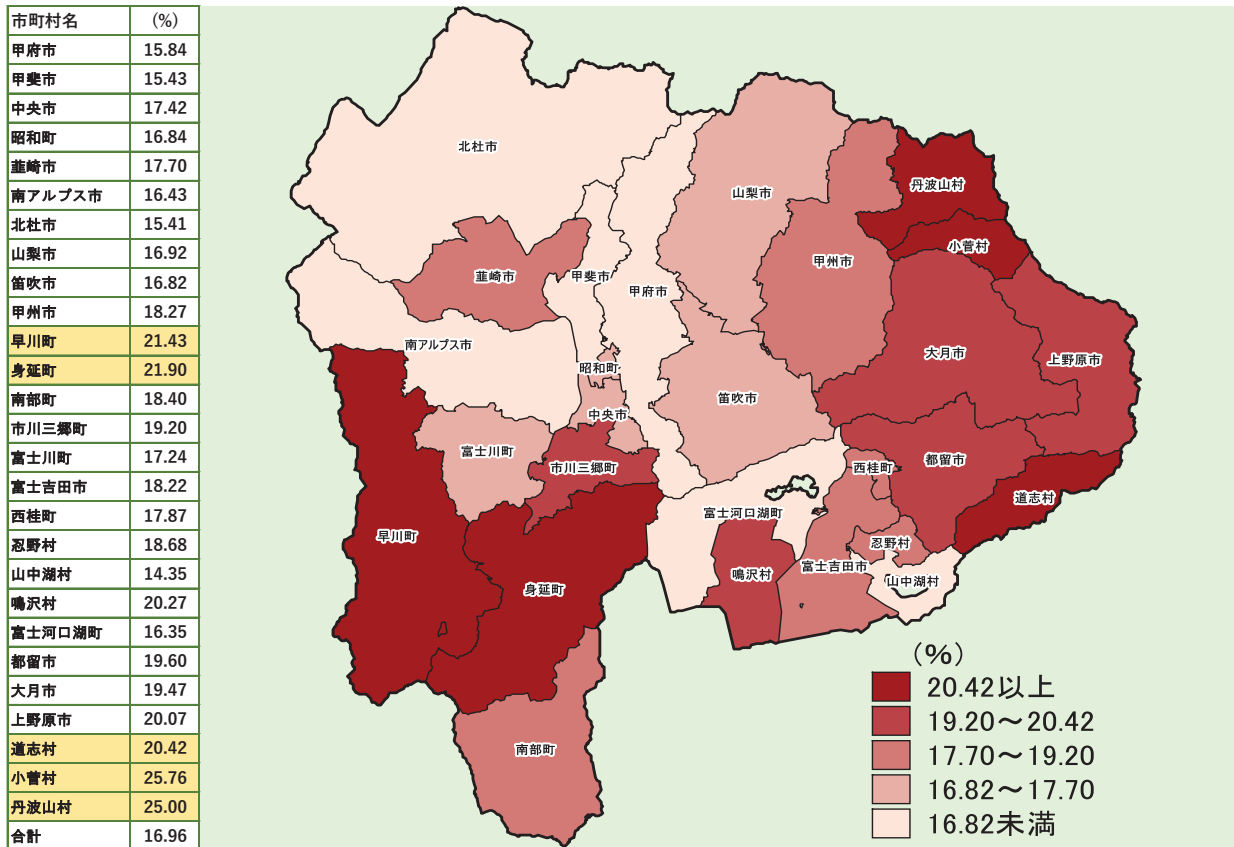 市町村名 (%)
甲府市 15.84
甲斐市 15.43
中央市 17.42
昭和町 16.84
韮崎市 17.70
南アルプス市 16.43
北杜市 15.41
山梨市 16.92
笛吹市 16.82
甲州市 18.27
早川町 21.43
身延町 21.90
南部町 18.40
市川三郷町 19.20
富士川町 17.24
富士吉田市 18.22
西桂町 17.87
忍野村 18.68
山中湖村 14.35
鳴沢村 20.27
富士河口湖町 16.35
都留市 19.60
大月市 19.47
上野原市 20.07
道志村 20.42
小菅村 25.76
丹波山村 25.00
合計 16.96
北杜市
丹波山村
山梨市
小菅村
甲州市
韮崎市
甲斐市
甲府市
南アルプス市
大月市
上野原市
昭和町
笛吹市
中央市
富士川町
都留市
市川三郷町
西桂町
道志村
富士河口湖町
早川町
忍野村
富士吉田市
鳴沢村
山中湖村
身延町
南部町
(%)
20.42以上
19.20～20.42
17.70～19.20
16.82～17.70
16.82未満